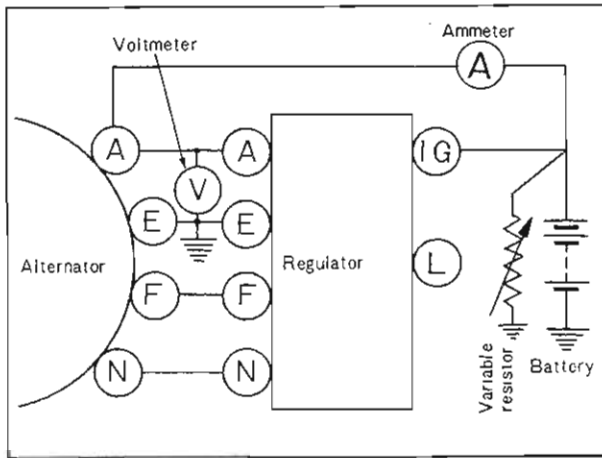 Ammeter
Voltmeter
A
A
A
IG
V
E
E
Alternator
Regulator
L
F
F
N
N
Variable resistor
Battery